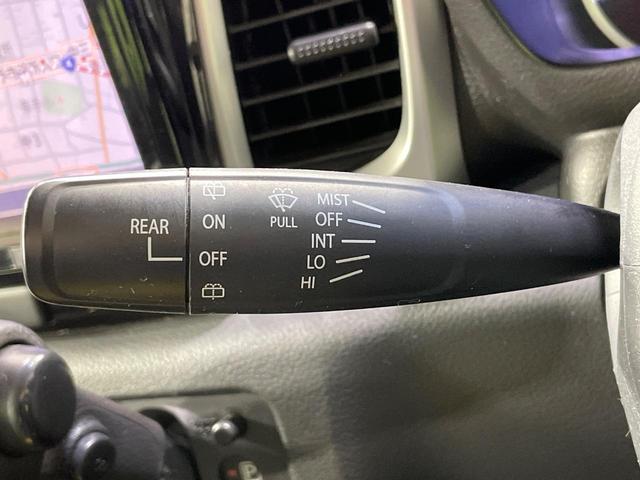 REAR
ON
OFF
PULL
MIST
OFF
INT
LO
HI